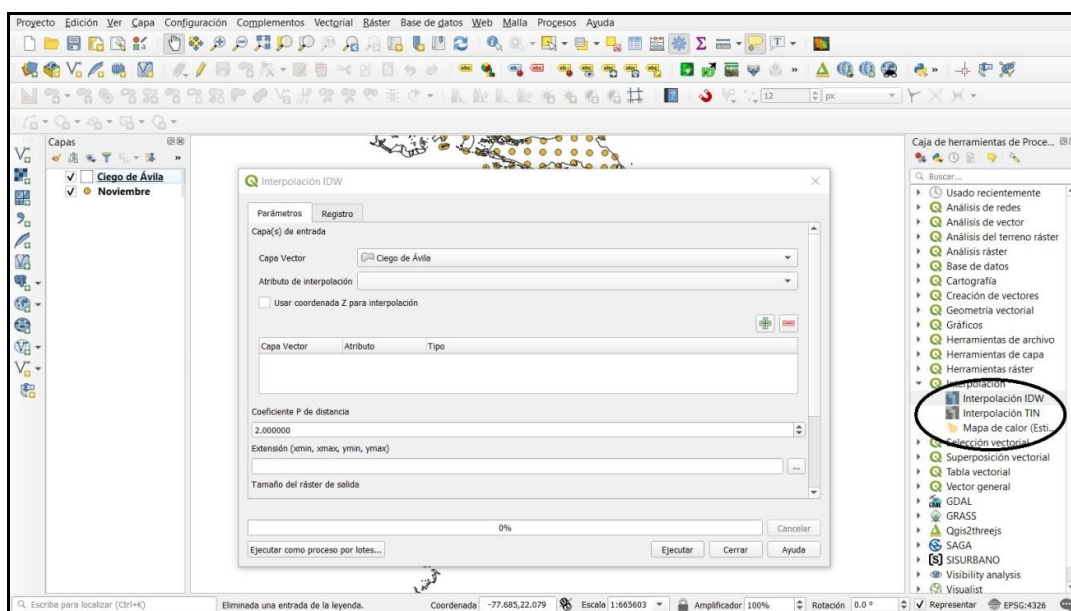 Proyecto Edición Ver Capa Configuración Complementos Vectorial Ráster Base de datos Web Malla Procesos Ayuda
12 px
Capas
Ciego de Ávila
Noviembre
Interpolación IDW
Parámetros Registro
Capa(s) de entrada
Capa Vector Ciego de Ávila
Atributo de interpolación
Usar coordenada Z para interpolación
Capa Vector Atributo Tipo
Coeficiente P de distancia
2.000000
Extensión (xmin, xmax, ymin, ymax)
...
Tamaño del ráster de salida
0% Cancelar
Ejecutar como proceso por lotes... Ejecutar Cerrar Ayuda
Caja de herramientas de Proce...
Buscar...
Usado recientemente
Análisis de redes
Análisis de vector
Análisis del terreno ráster
Análisis ráster
Base de datos
Cartografía
Creación de vectores
Geometría vectorial
Gráficos
Herramientas de archivo
Herramientas de capa
Herramientas ráster
Interpolación
Interpolación IDW
Interpolación TIN
Mapa de calor (Esti...
Selección vectorial
Superposición vectorial
Tabla vectorial
Vector general
GDAL
GRASS
Qgis2threejs
SAGA
SISURBANO
Visibility analysis
Visualist
Escriba para localizar (Ctrl+K) Eliminada una entrada de la leyenda. Coordenada -77.685,22.079 Escala 1:665603 Amplificador 100% Rotación 0.0 ° Representar EPSG:4326